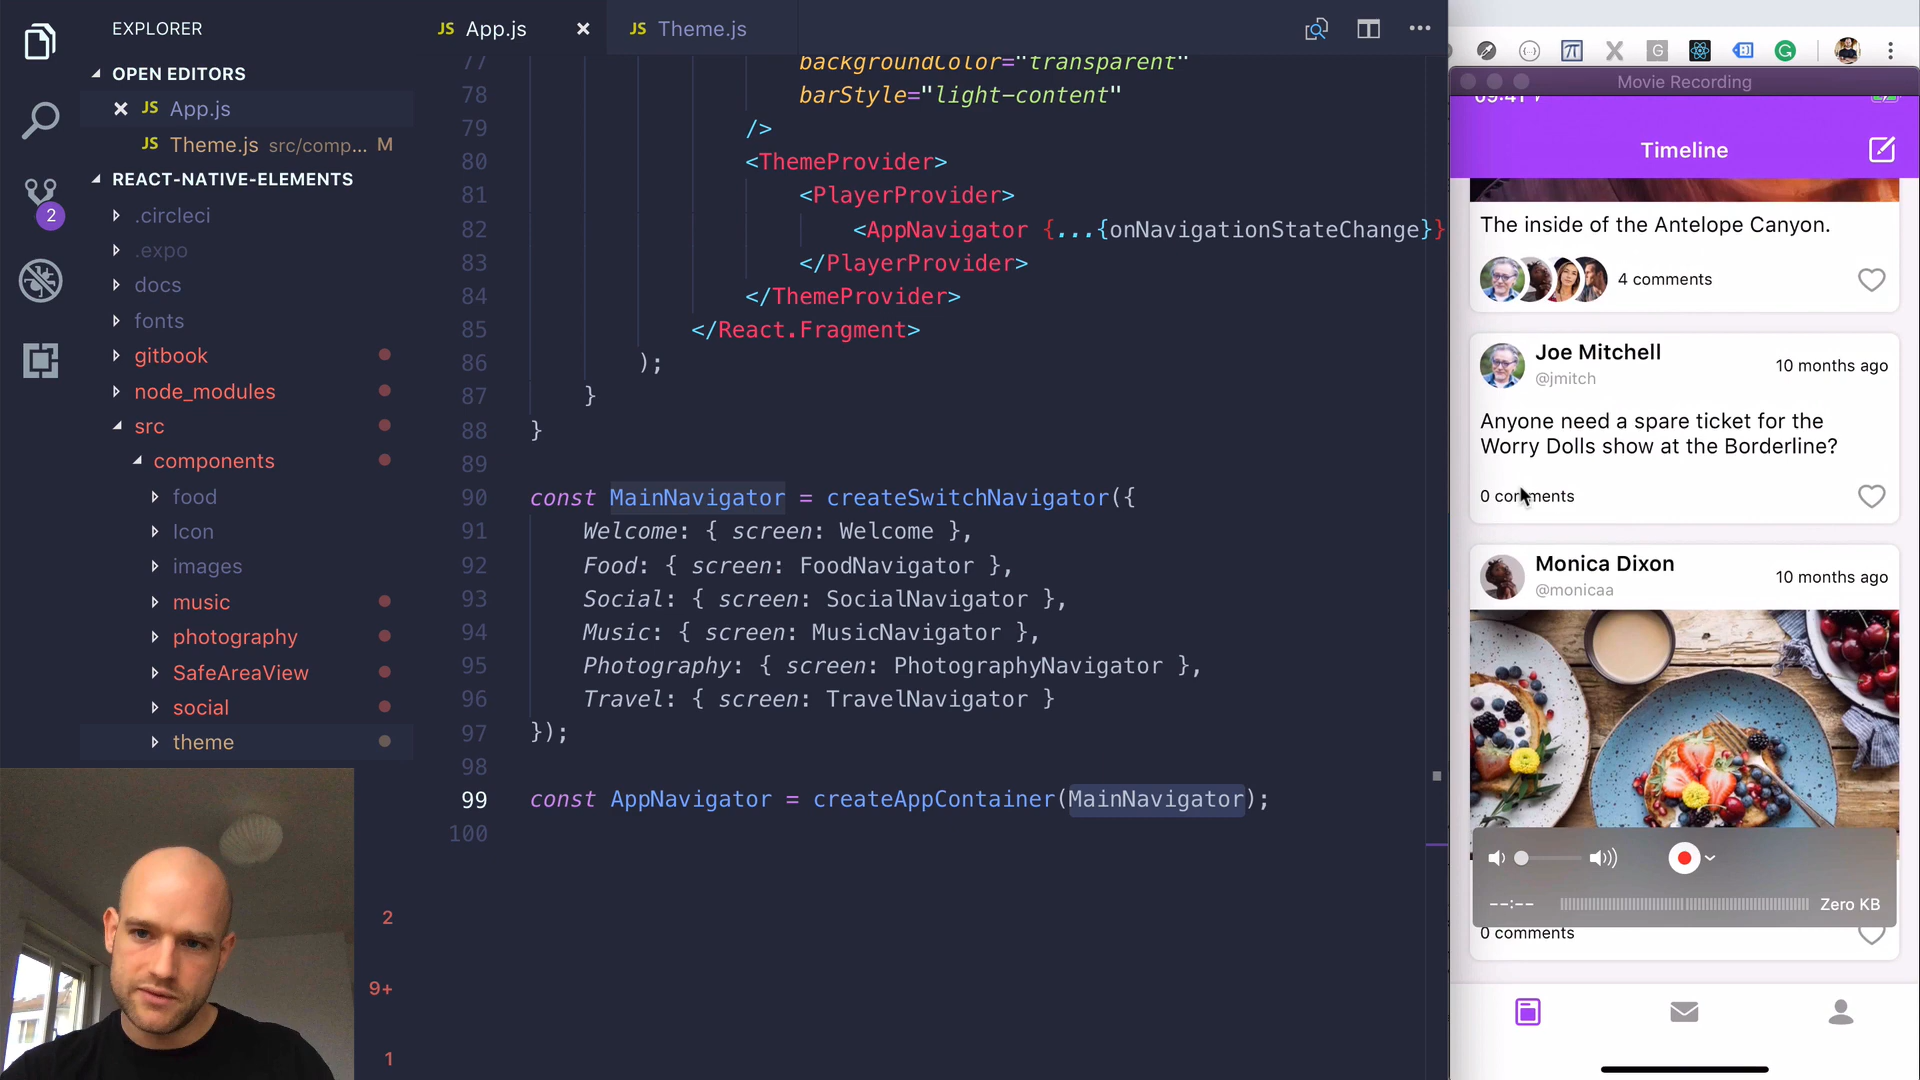 EXPLORER
OPEN EDITORS
JS App.js
JS Theme.js src/comp... M
2
REACT-NATIVE-ELEMENTS
.circleci
.expo
docs
fonts
gitbook
node_modules
src
components
food
Icon
images
music
photography
SafeAreaView
social
theme
2
9+
1
JS App.js
JS Theme.js
77 backgroundColor="transparent"
78 barStyle="light-content"
79 />
80 <ThemeProvider>
81 <PlayerProvider>
82 <AppNavigator {...{onNavigationStateChange}}
83 </PlayerProvider>
84 </ThemeProvider>
85 </React.Fragment>
86 );
87 }
88 }
89
90 const MainNavigator = createSwitchNavigator({
91 Welcome: { screen: Welcome },
92 Food: { screen: FoodNavigator },
93 Social: { screen: SocialNavigator },
94 Music: { screen: MusicNavigator },
95 Photography: { screen: PhotographyNavigator },
96 Travel: { screen: TravelNavigator }
97 });
98
99 const AppNavigator = createAppContainer(MainNavigator);
100
Movie Recording
09:41
Timeline
The inside of the Antelope Canyon.
4 comments
Joe Mitchell
10 months ago
@jmitch
Anyone need a spare ticket for the
Worry Dolls show at the Borderline?
0 comments
Monica Dixon
10 months ago
@monicaa
--:--
Zero KB
0 comments